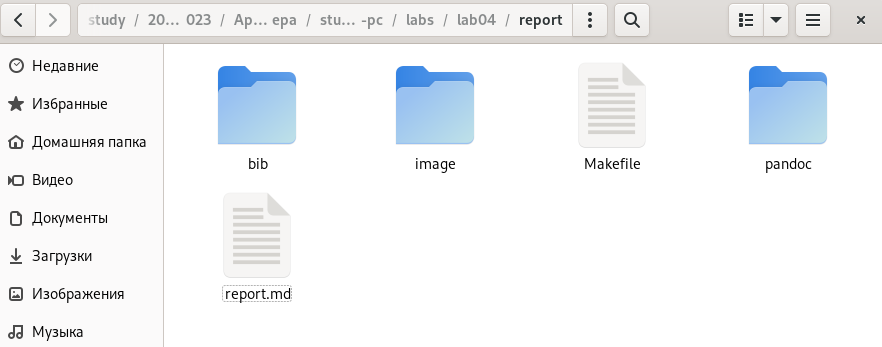 study / 20… 023 / Ap… ера / stu… -pc / labs / lab04 / report
Недавние
Избранные
Домашняя папка
Видео
Документы
Загрузки
Изображения
Музыка
bib
image
Makefile
pandoc
report.md